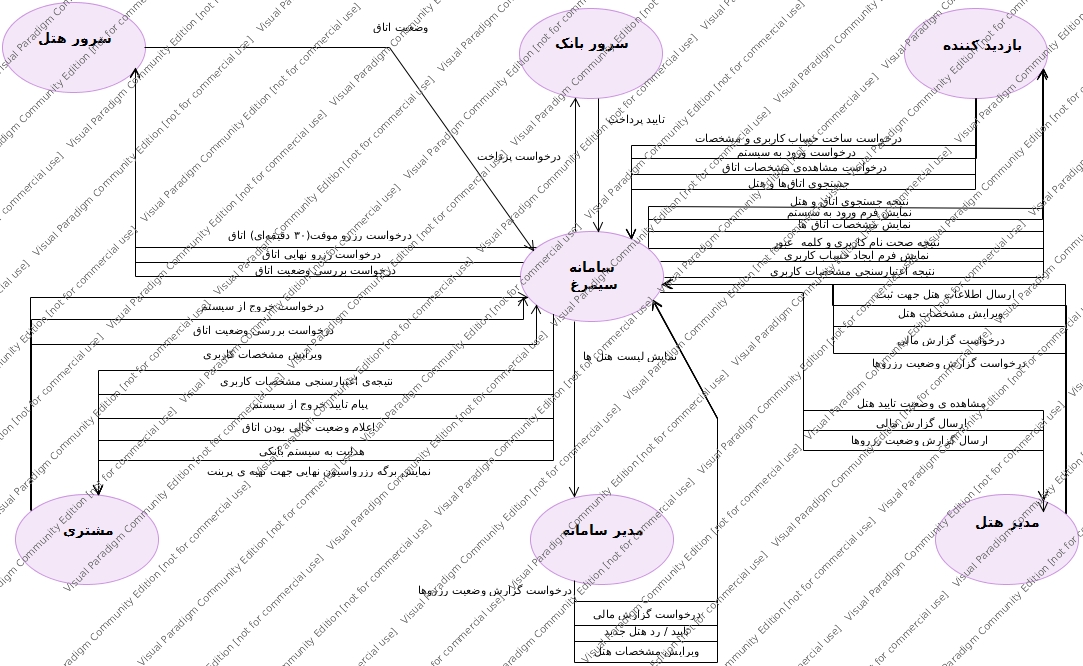 وضعیت اتاق
سرور هتل
سرور بانک
بازدید کننده
تایید پرداخت
درخواست پرداخت
درخواست ساخت حساب کاربری و مشخصات
درخواست ورود به سیستم
درخواست مشاهده‌ی مشخصات اتاق
جستجوی اتاق‌ها و هتل
نتیجه جستجوی اتاق و هتل
نمایش فرم ورود به سیستم
نمایش مشخصات اتاق ها
نتیجه صحت نام کاربری و کلمه عبور
نمایش فرم ایجاد حساب کاربری
نتیجه اعتبارسنجی مشخصات کاربری
درخواست رزرو موقت(۳۰ دقیقه‌ای) اتاق
درخواست رزرو نهایی اتاق
درخواست بررسی وضعیت اتاق
سامانه
سیمرغ
درخواست خروج از سیستم
درخواست بررسی وضعیت اتاق
ویرایش مشخصات کاربری
نتیجه‌ی اعتبارسنجی مشخصات کاربری
پیام تایید خروج از سیستم
اعلام وضعیت خالی بودن اتاق
هدایت به سیستم بانکی
نمایش برگه رزرواسیون نهایی جهت تهیه ی پرینت
نمایش لیست هتل ها
ارسال اطلاعات هتل جهت ثبت
ویرایش مشخصات هتل
درخواست گزارش مالی
درخواست گزارش وضعیت رزروها
مشاهده ی وضعیت تایید هتل
ارسال گزارش مالی
ارسال گزارش وضعیت رزروها
مشتری
مدیر سامانه
مدیر هتل
درخواست گزارش وضعیت رزروها
درخواست گزارش مالی
تایید / رد هتل جدید
ویرایش مشخصات هتل
Visual Paradigm Community Edition [not for commercial use]